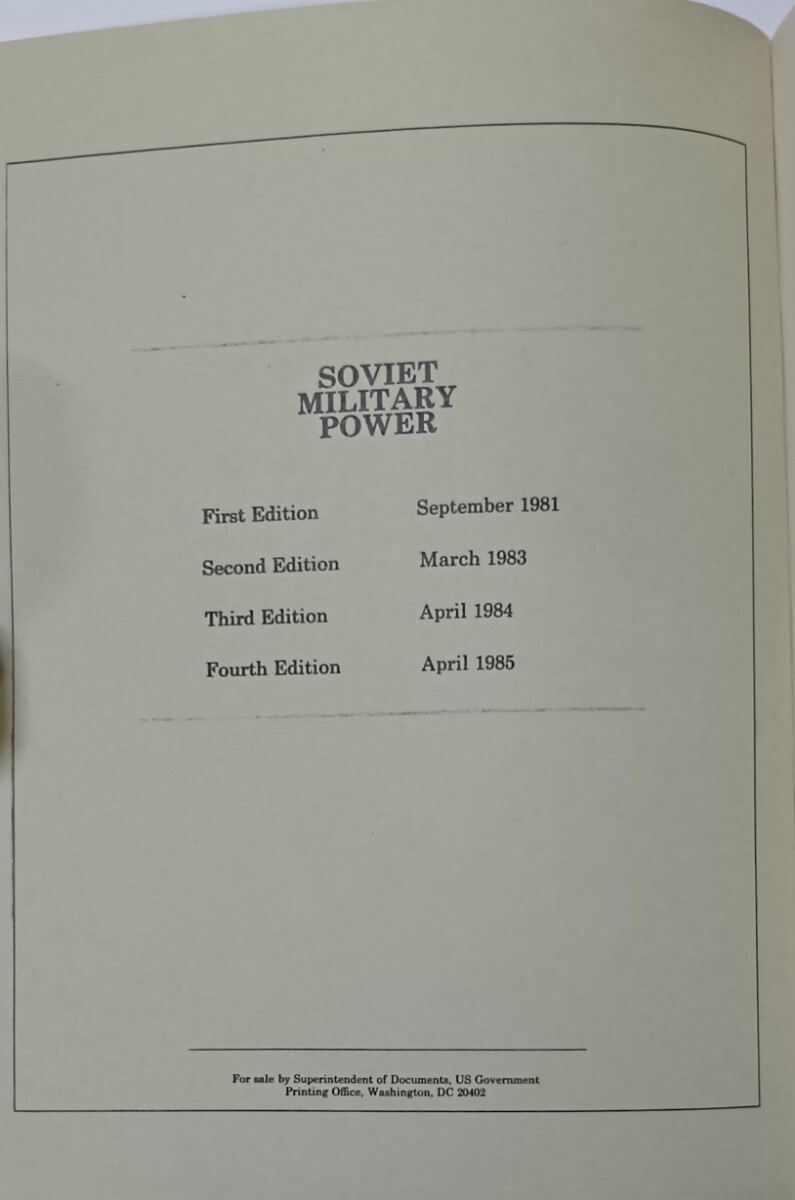 SOVIET
MILITARY
POWER
First Edition September 1981
Second Edition March 1983
Third Edition April 1984
Fourth Edition April 1985
For sale by Superintendent of Documents, US Government
Printing Office, Washington, DC 20402